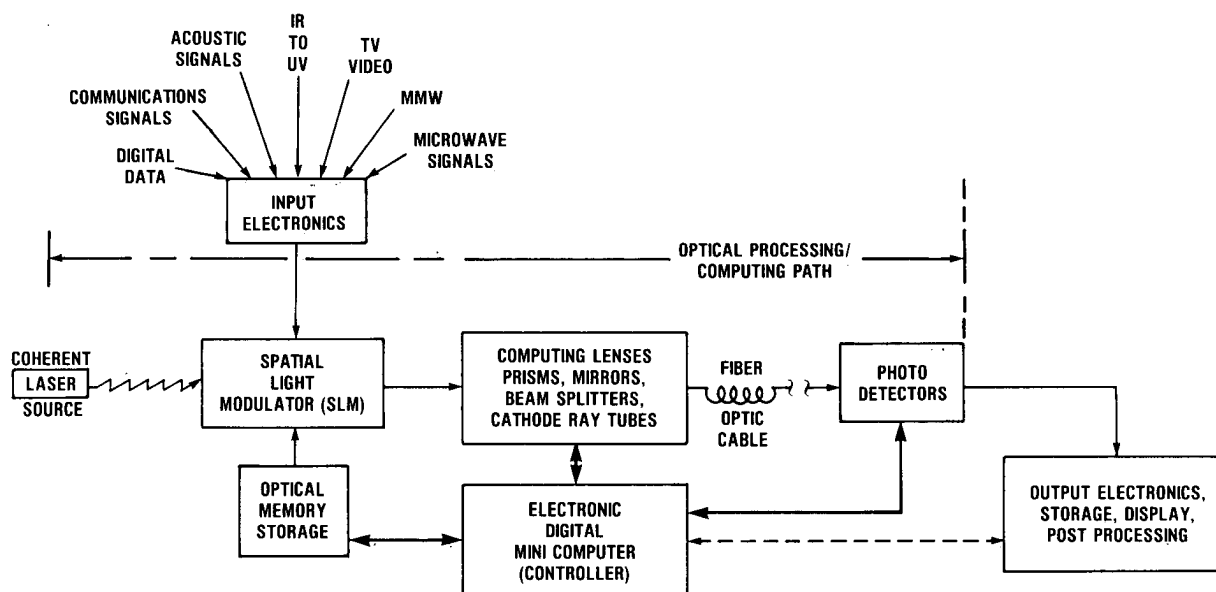 IR
TO
UV
ACOUSTIC
SIGNALS
TV
VIDEO
COMMUNICATIONS
SIGNALS
MMW
DIGITAL
DATA
MICROWAVE
SIGNALS
INPUT
ELECTRONICS
OPTICAL PROCESSING/
COMPUTING PATH
COHERENT
LASER
SOURCE
SPATIAL
LIGHT
MODULATOR (SLM)
COMPUTING LENSES
PRISMS, MIRRORS,
BEAM SPLITTERS,
CATHODE RAY TUBES
FIBER
OPTIC
CABLE
PHOTO
DETECTORS
OPTICAL
MEMORY
STORAGE
ELECTRONIC
DIGITAL
MINI COMPUTER
(CONTROLLER)
OUTPUT ELECTRONICS,
STORAGE, DISPLAY,
POST PROCESSING